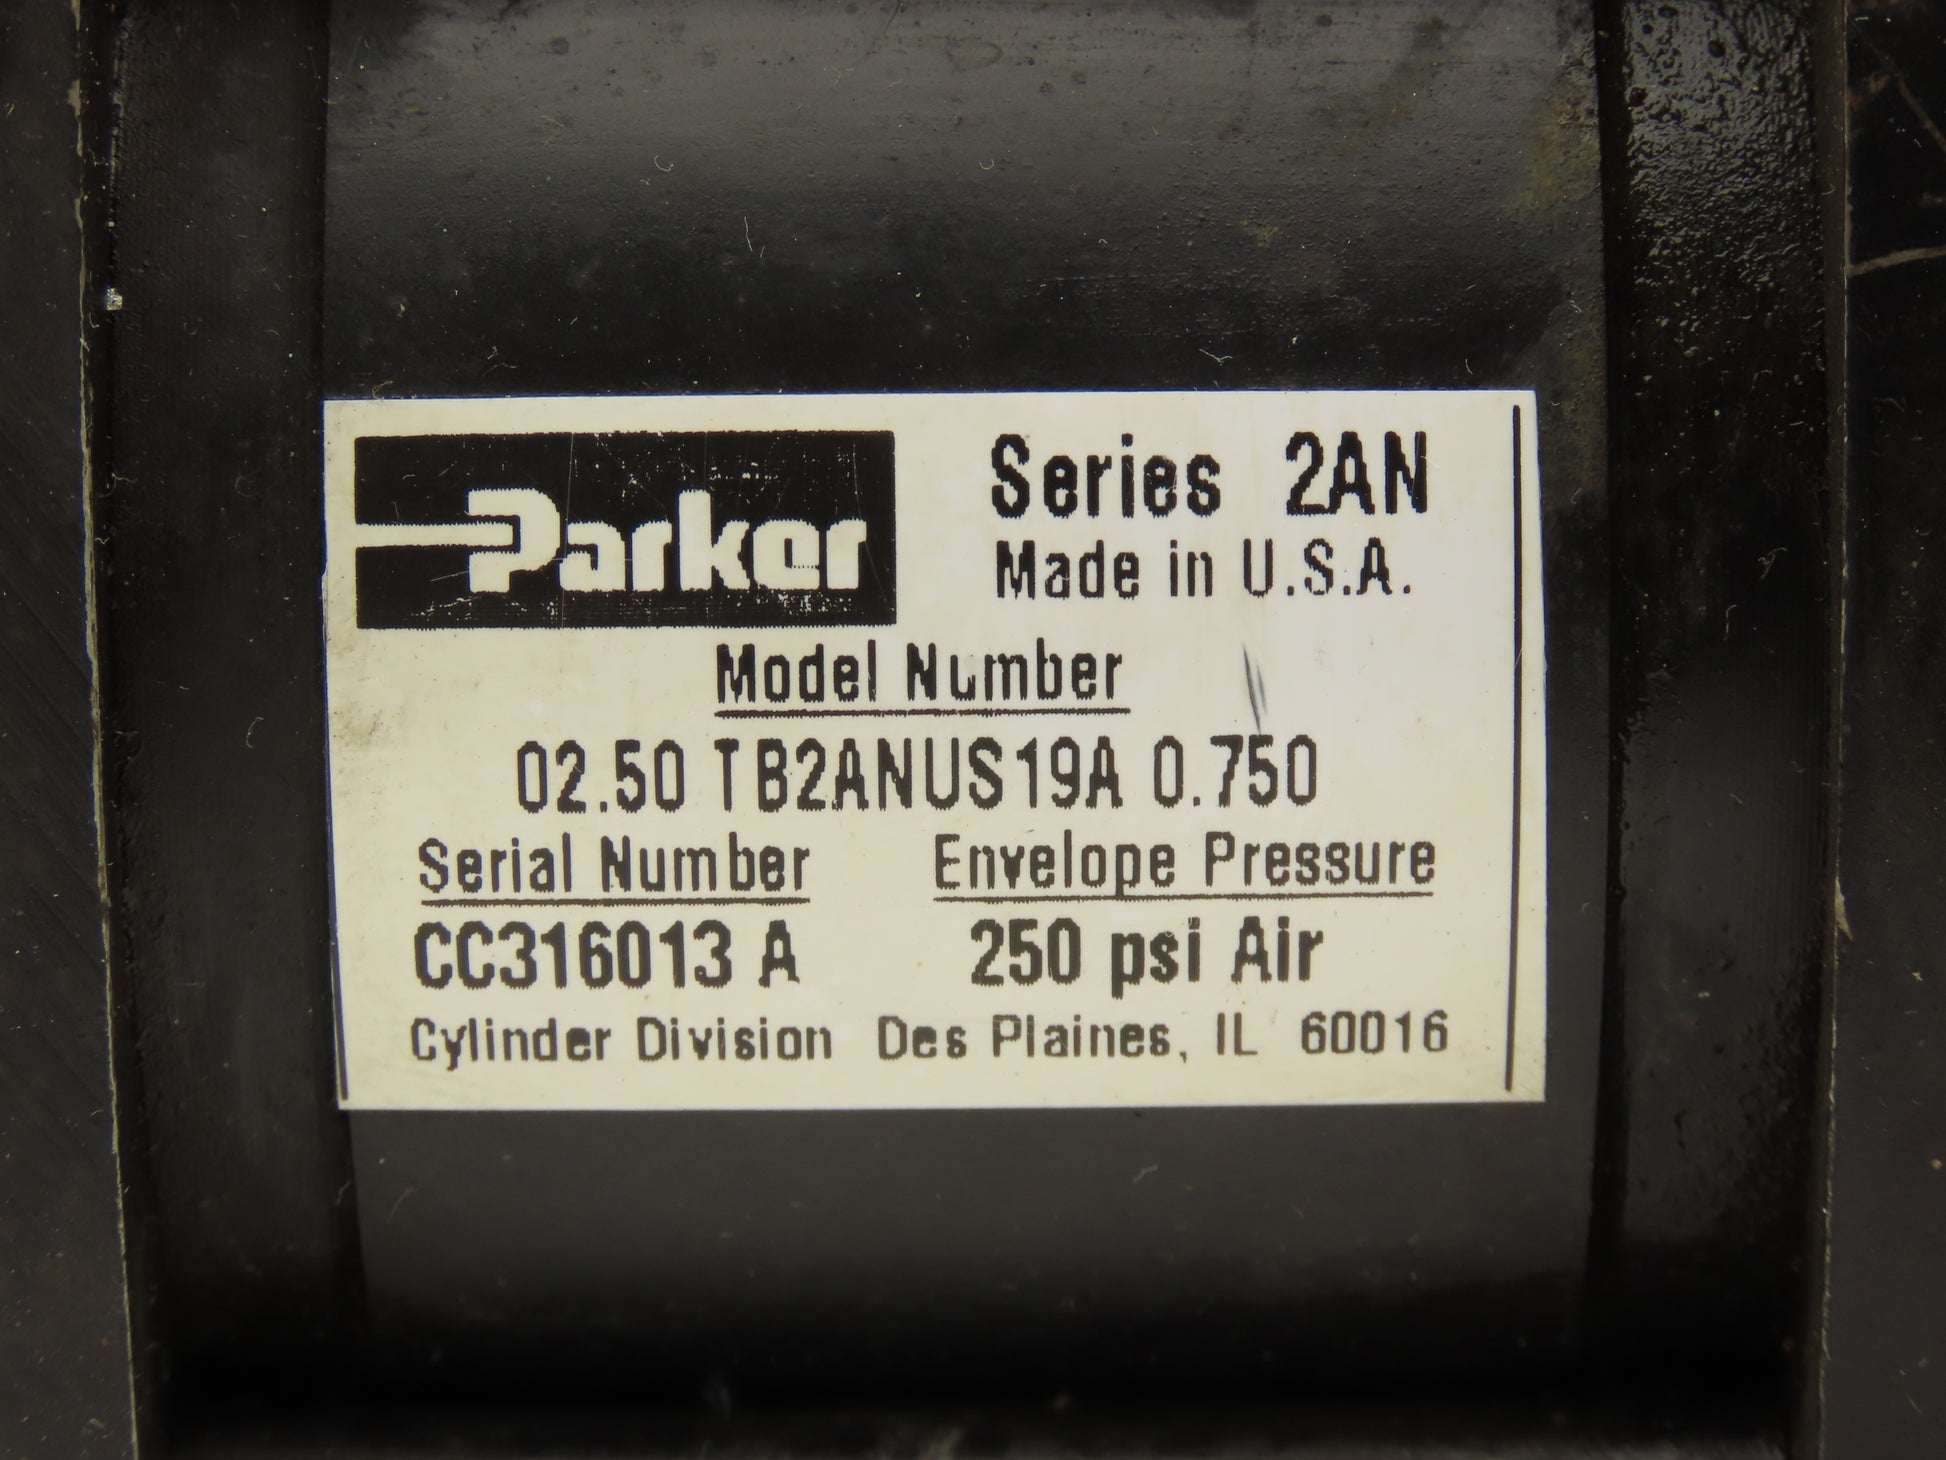 Parker
Series 2AN
Made in U.S.A.
Model Number
02.50 TB2ANUS19A 0.750
Serial Number Envelope Pressure
CC316013 A 250 psi Air
Cylinder Division Des Plaines, IL 60016